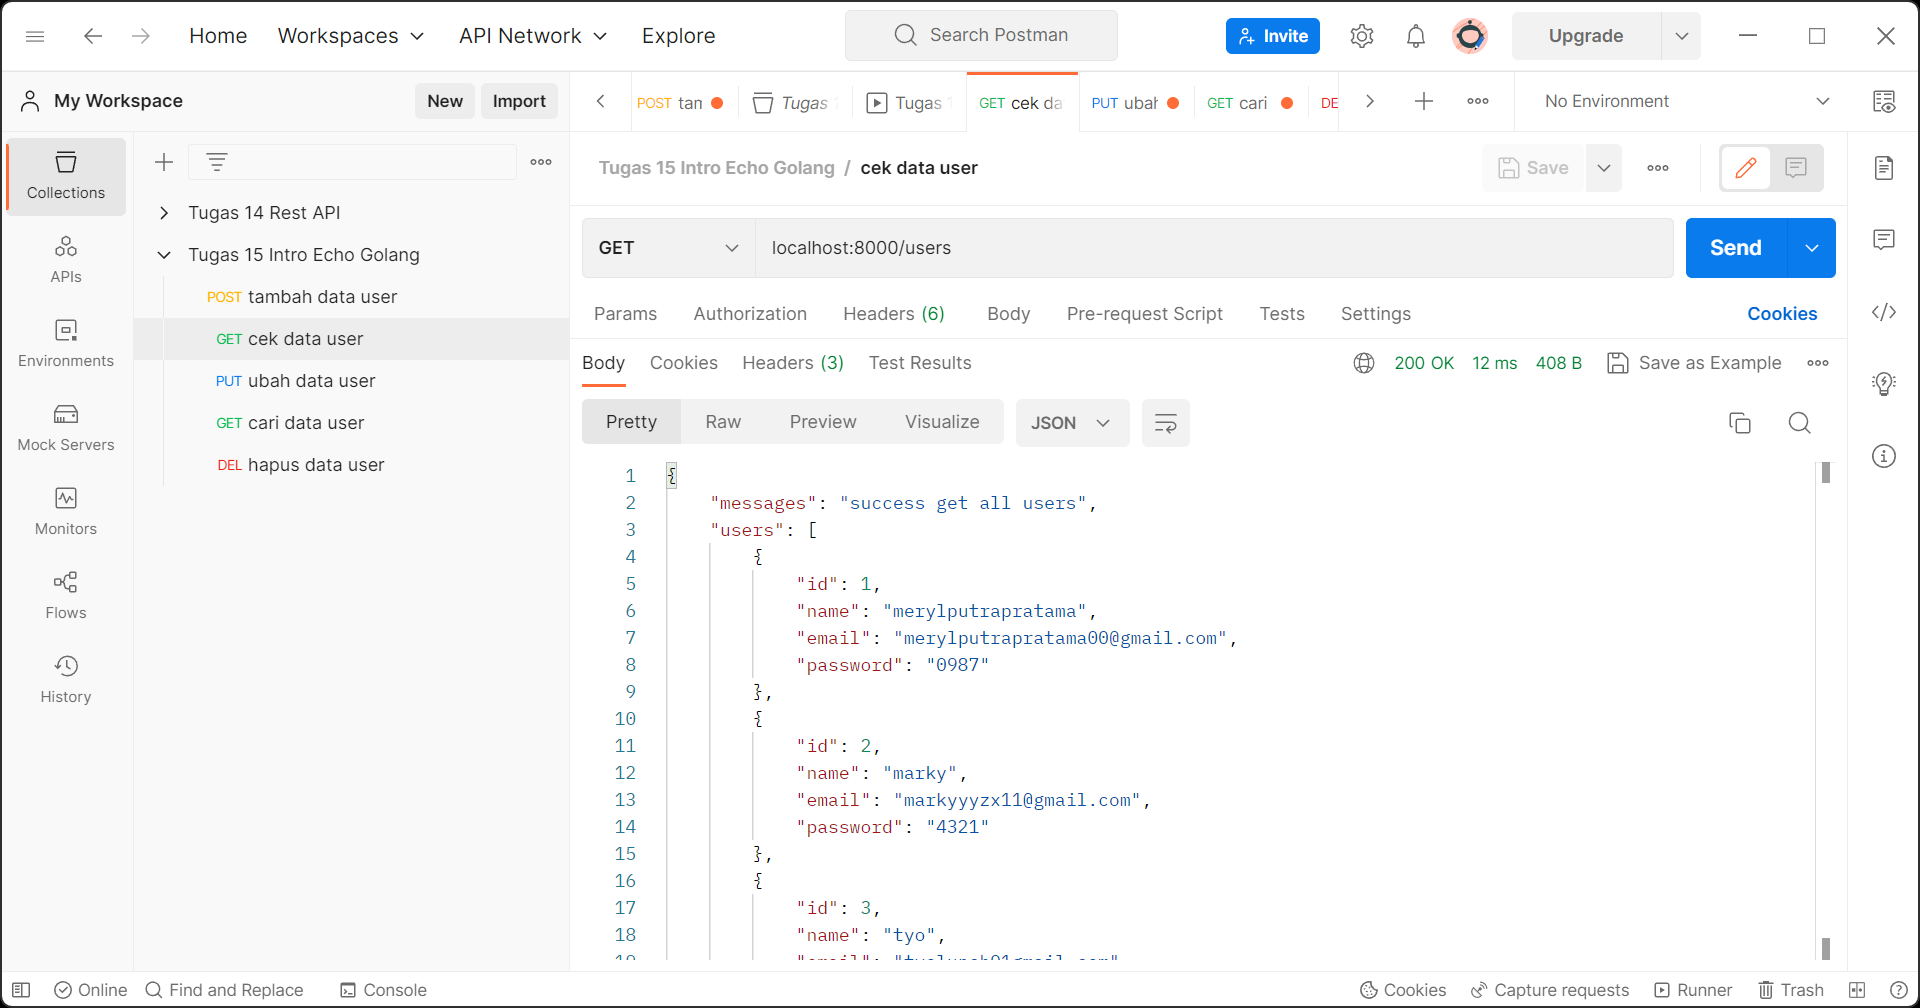 Home Workspaces API Network Explore Search Postman Invite Upgrade
My Workspace New Import
POST tan Tugas Tugas GET cek da PUT ubah GET cari DE No Environment
Collections
APIs
Environments
Mock Servers
Monitors
Flows
History
Tugas 14 Rest API
Tugas 15 Intro Echo Golang
POST tambah data user
GET cek data user
PUT ubah data user
GET cari data user
DEL hapus data user
Tugas 15 Intro Echo Golang / cek data user Save
GET localhost:8000/users Send
Params Authorization Headers (6) Body Pre-request Script Tests Settings Cookies
Body Cookies Headers (3) Test Results 200 OK 12 ms 408 B Save as Example
Pretty Raw Preview Visualize JSON
1 {
2 "messages": "success get all users",
3 "users": [
4 {
5 "id": 1,
6 "name": "merylputrapratama",
7 "email": "merylputrapratama00@gmail.com",
8 "password": "0987"
9 },
10 {
11 "id": 2,
12 "name": "marky",
13 "email": "markyyyzx11@gmail.com",
14 "password": "4321"
15 },
16 {
17 "id": 3,
18 "name": "tyo",
19 "email":
Online Find and Replace Console Cookies Capture requests Runner Trash